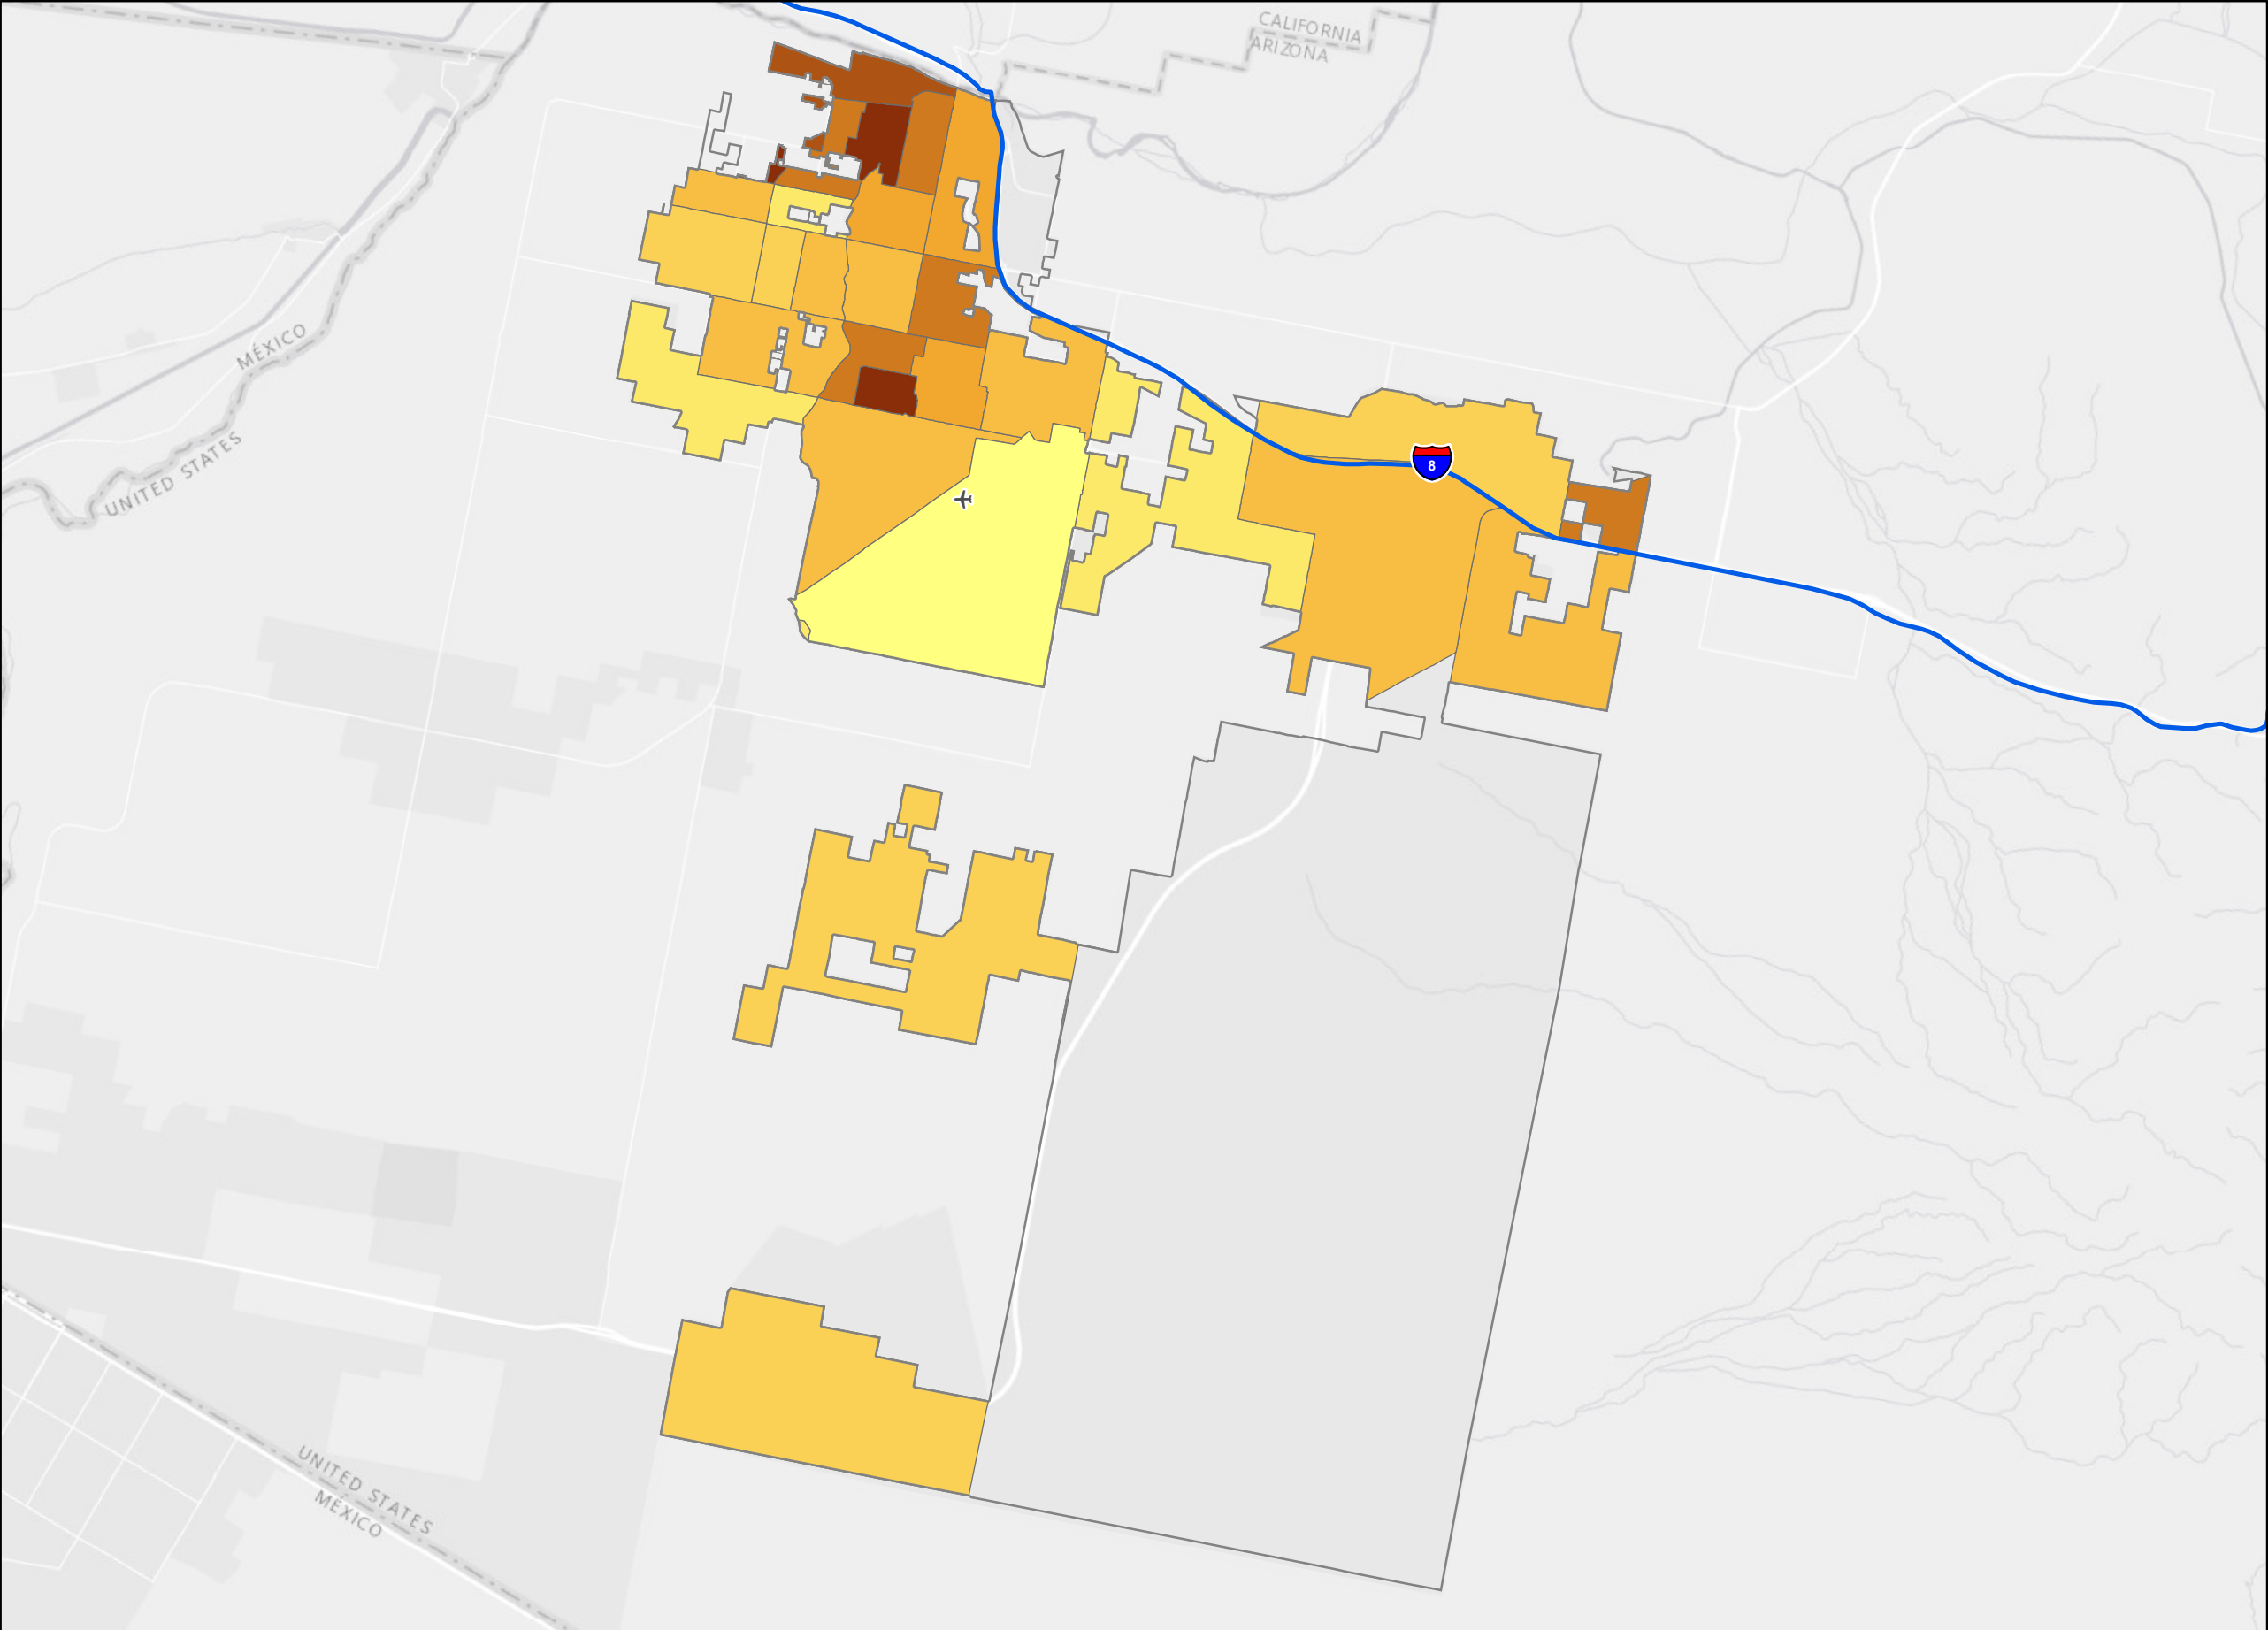 CALIFORNIA
ARIZONA
MÉXICO
UNITED STATES
8
UNITED STATES
MÉXICO